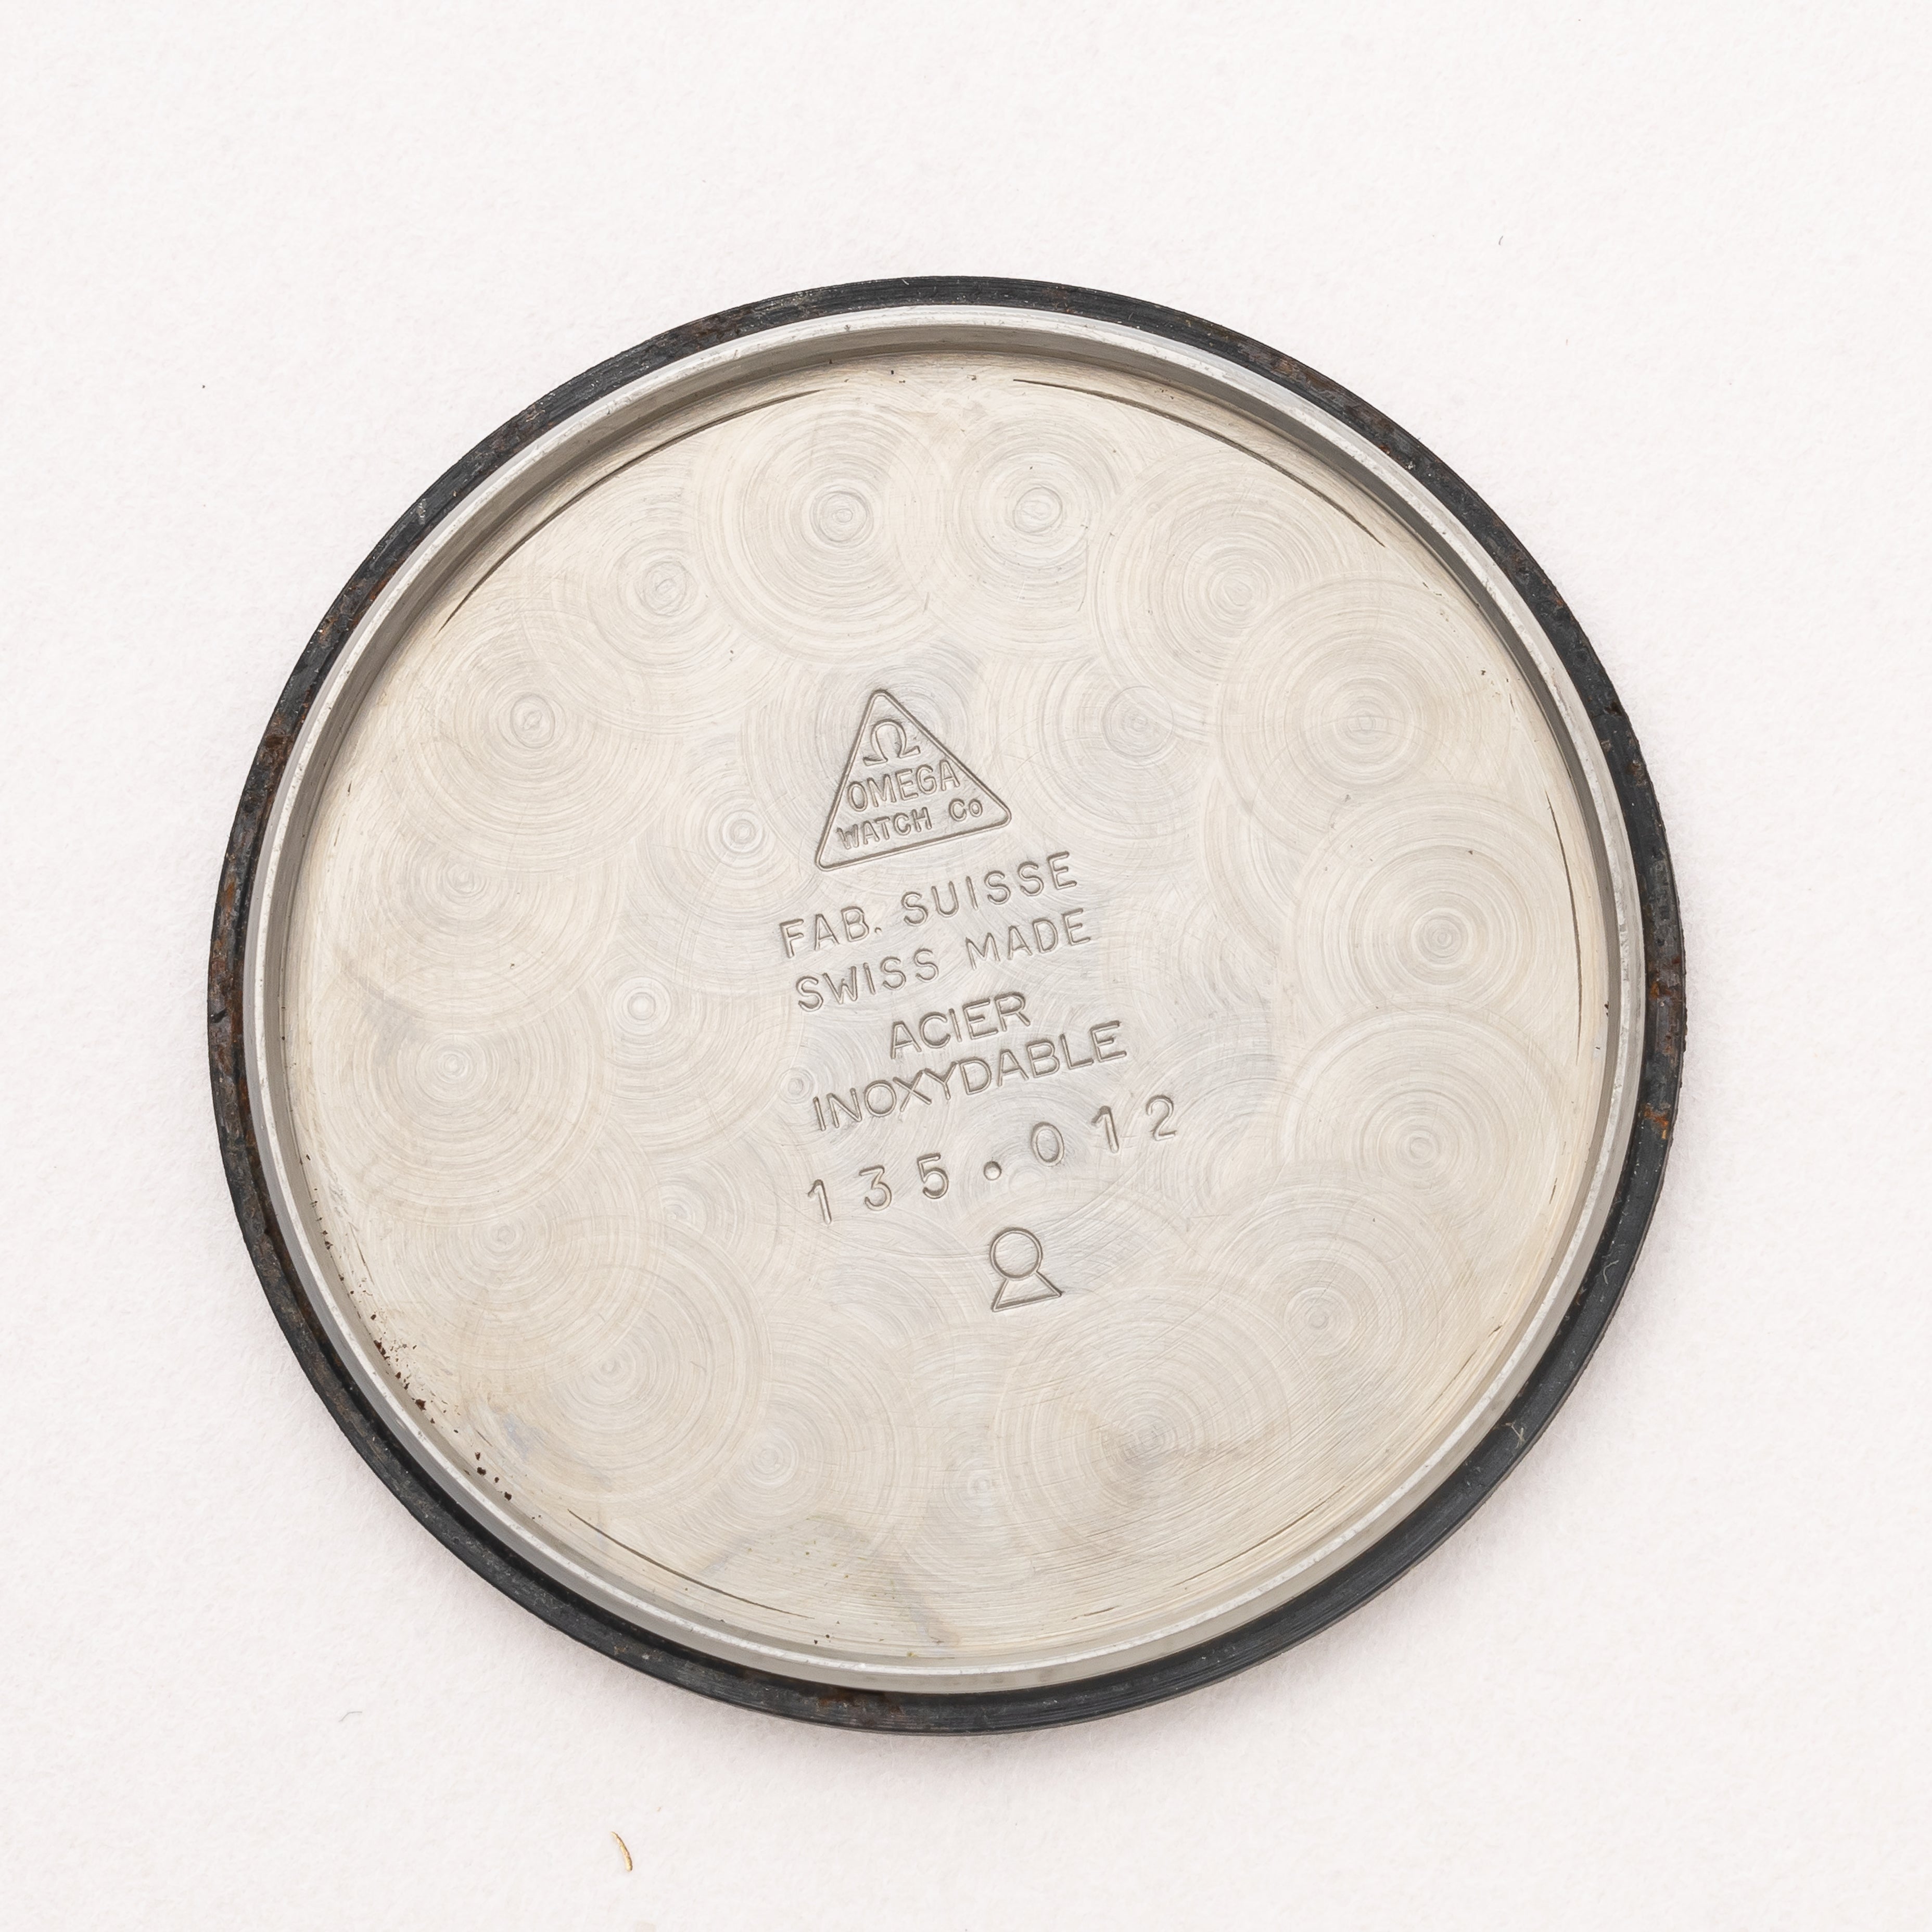 Ω
OMEGA
WATCH Co
FAB. SUISSE
SWISS MADE
ACIER
INOXYDABLE
135.012